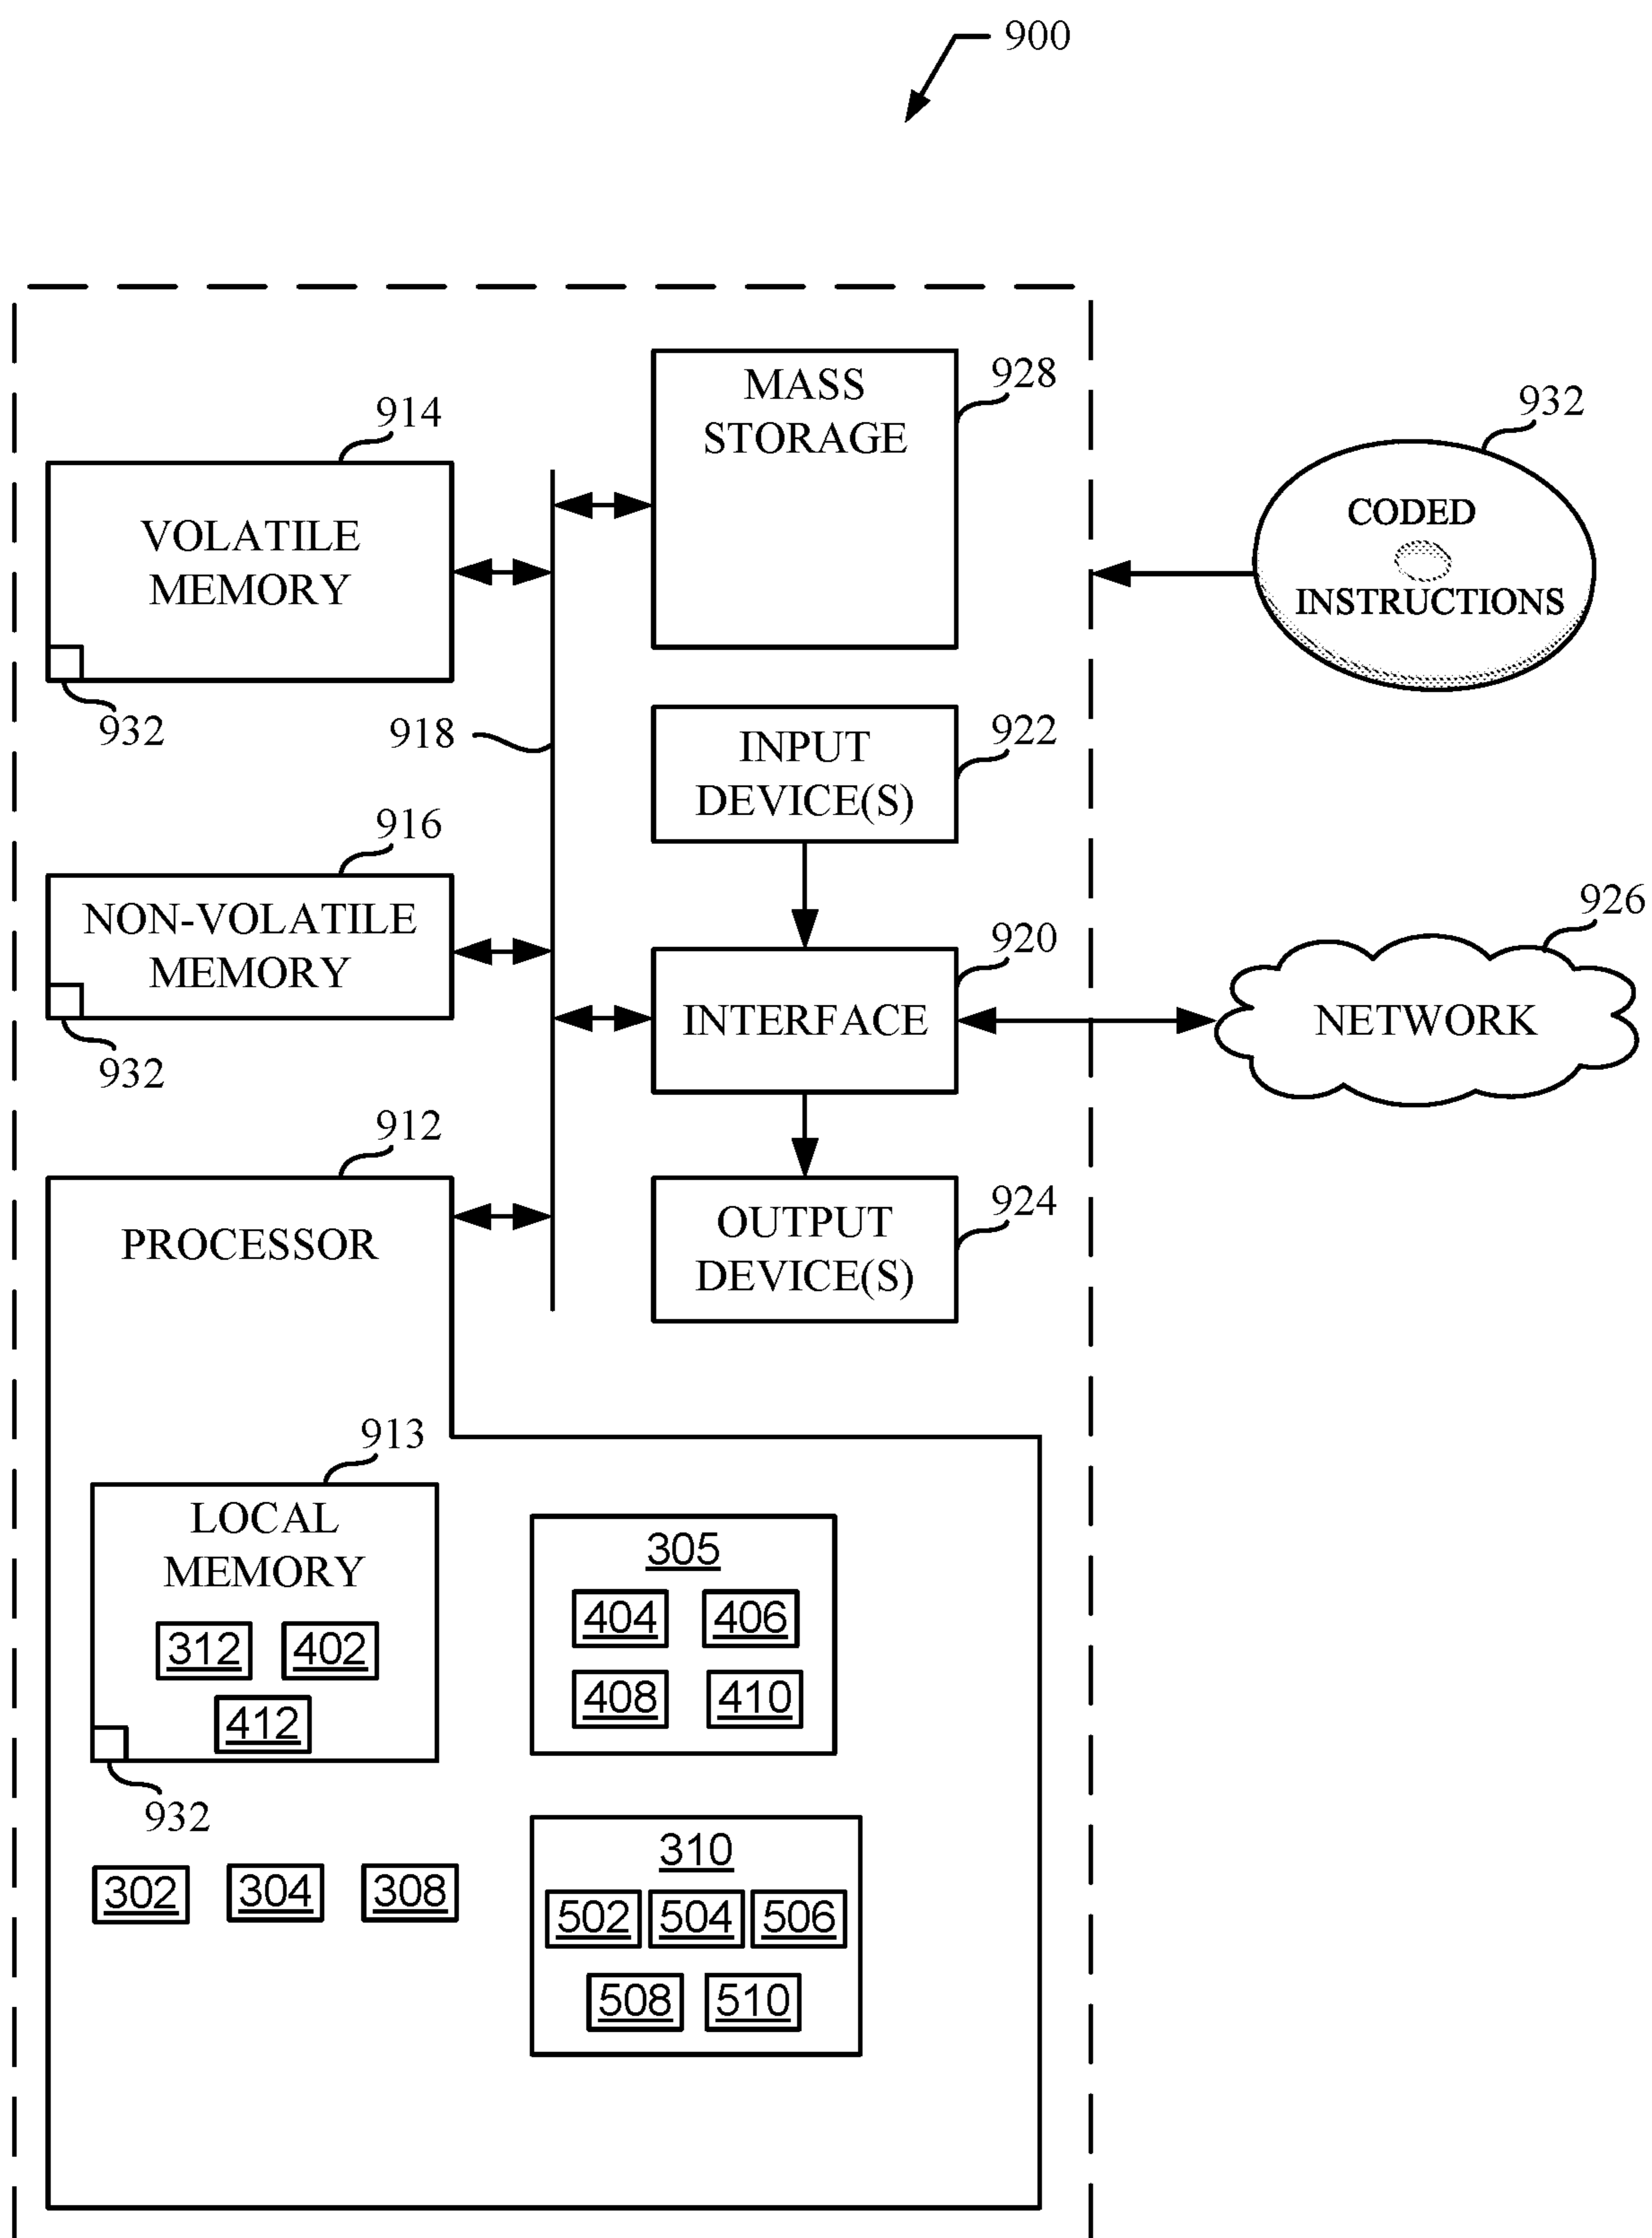 900
MASS
STORAGE
928
914
VOLATILE
MEMORY
932
932
CODED
INSTRUCTIONS
918
INPUT
DEVICE(S)
922
916
NON-VOLATILE
MEMORY
932
920
INTERFACE
926
NETWORK
912
PROCESSOR
OUTPUT
DEVICE(S)
924
913
LOCAL
MEMORY
312 402
412
932
302 304 308
305
404 406
408 410
310
502 504 506
508 510